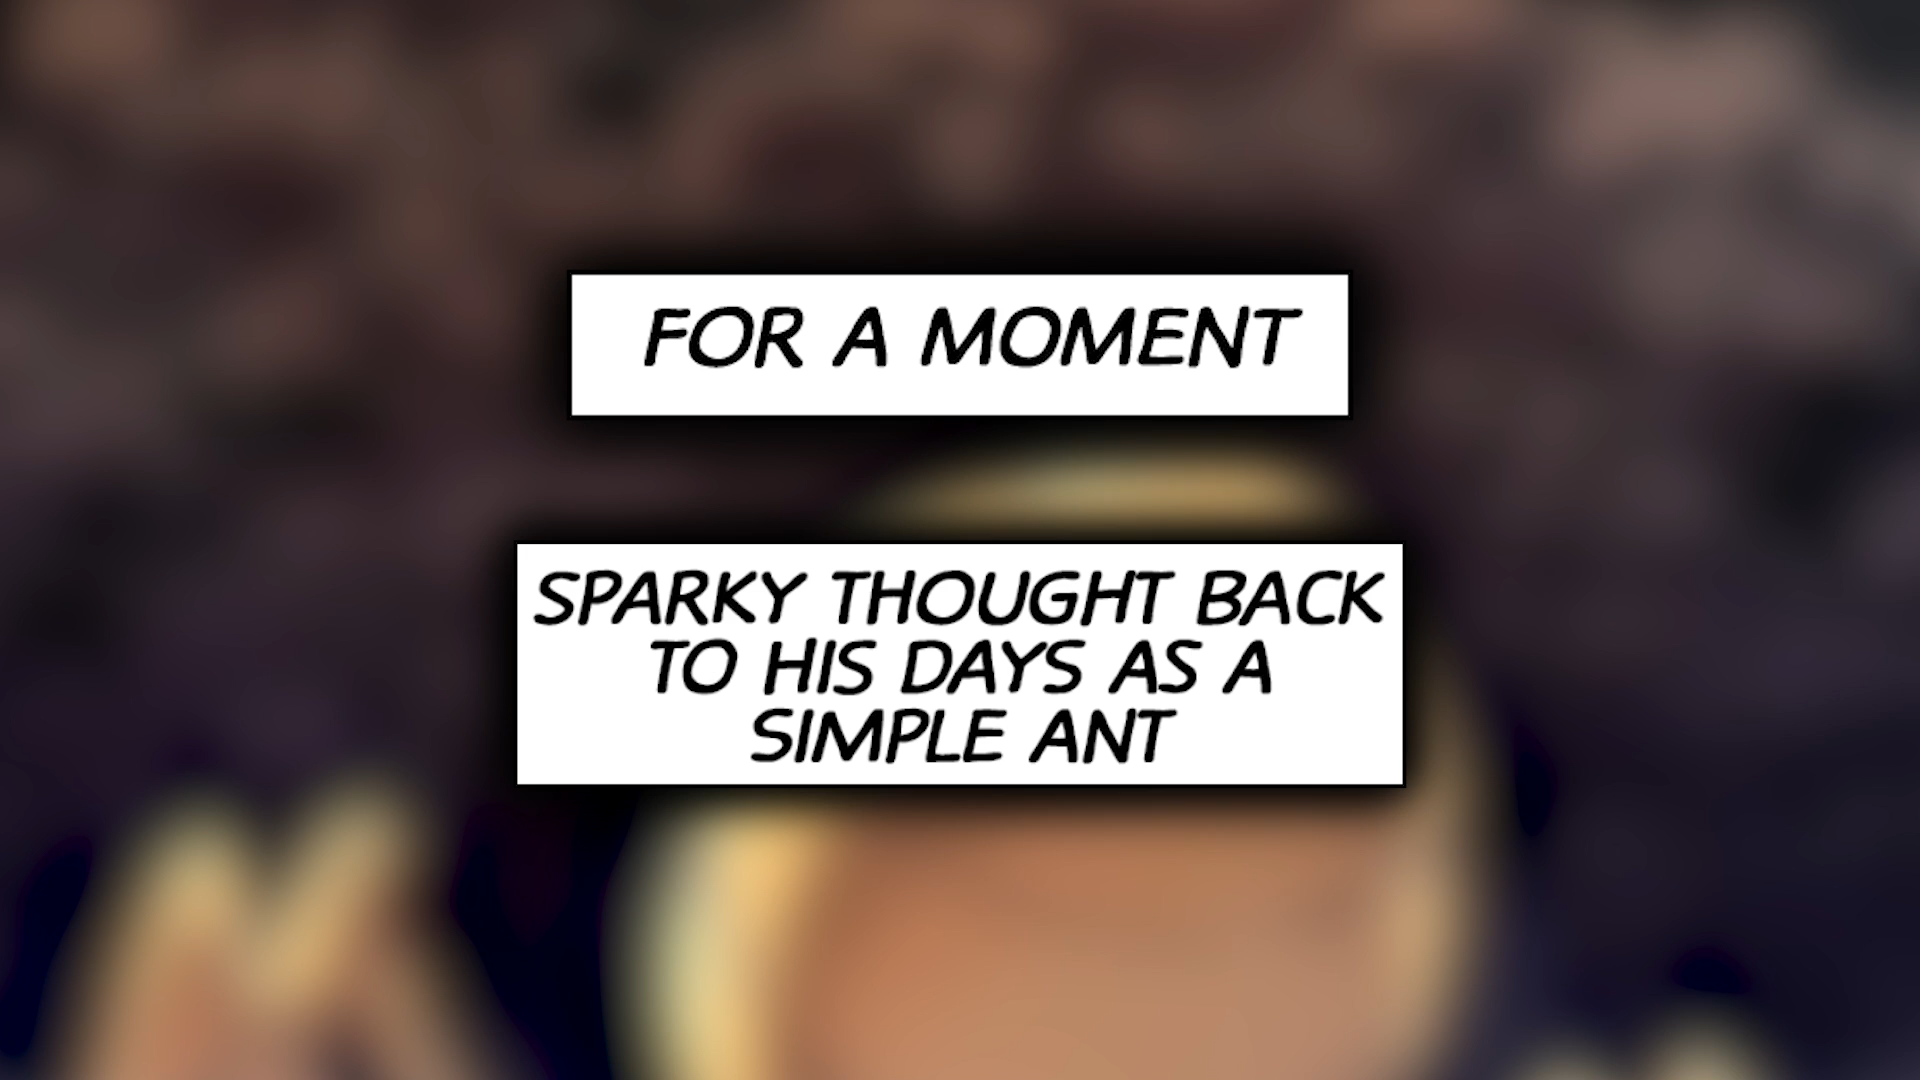 FOR A MOMENT
SPARKY THOUGHT BACK
TO HIS DAYS AS A
SIMPLE ANT